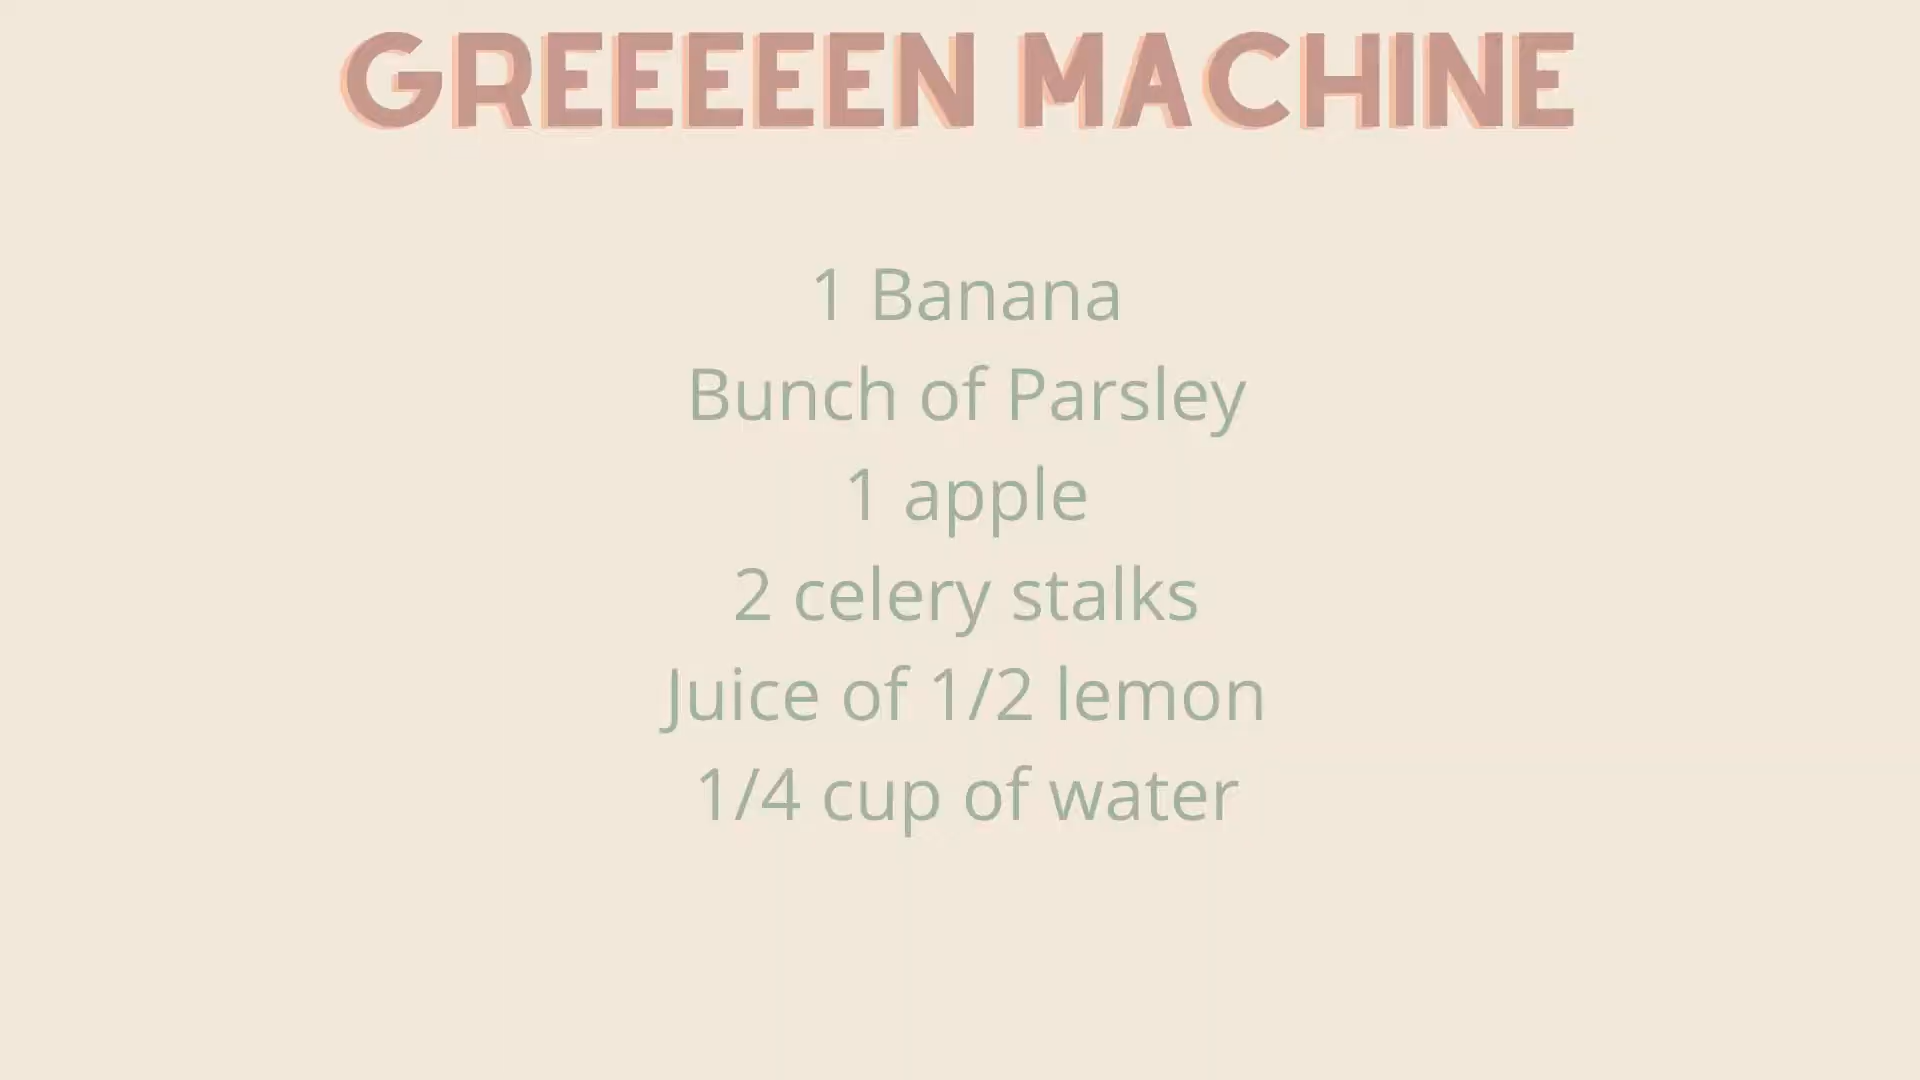 GREEEEEN MACHINE
1 Banana
Bunch of Parsley
1 apple
2 celery stalks
Juice of 1/2 lemon
1/4 cup of water